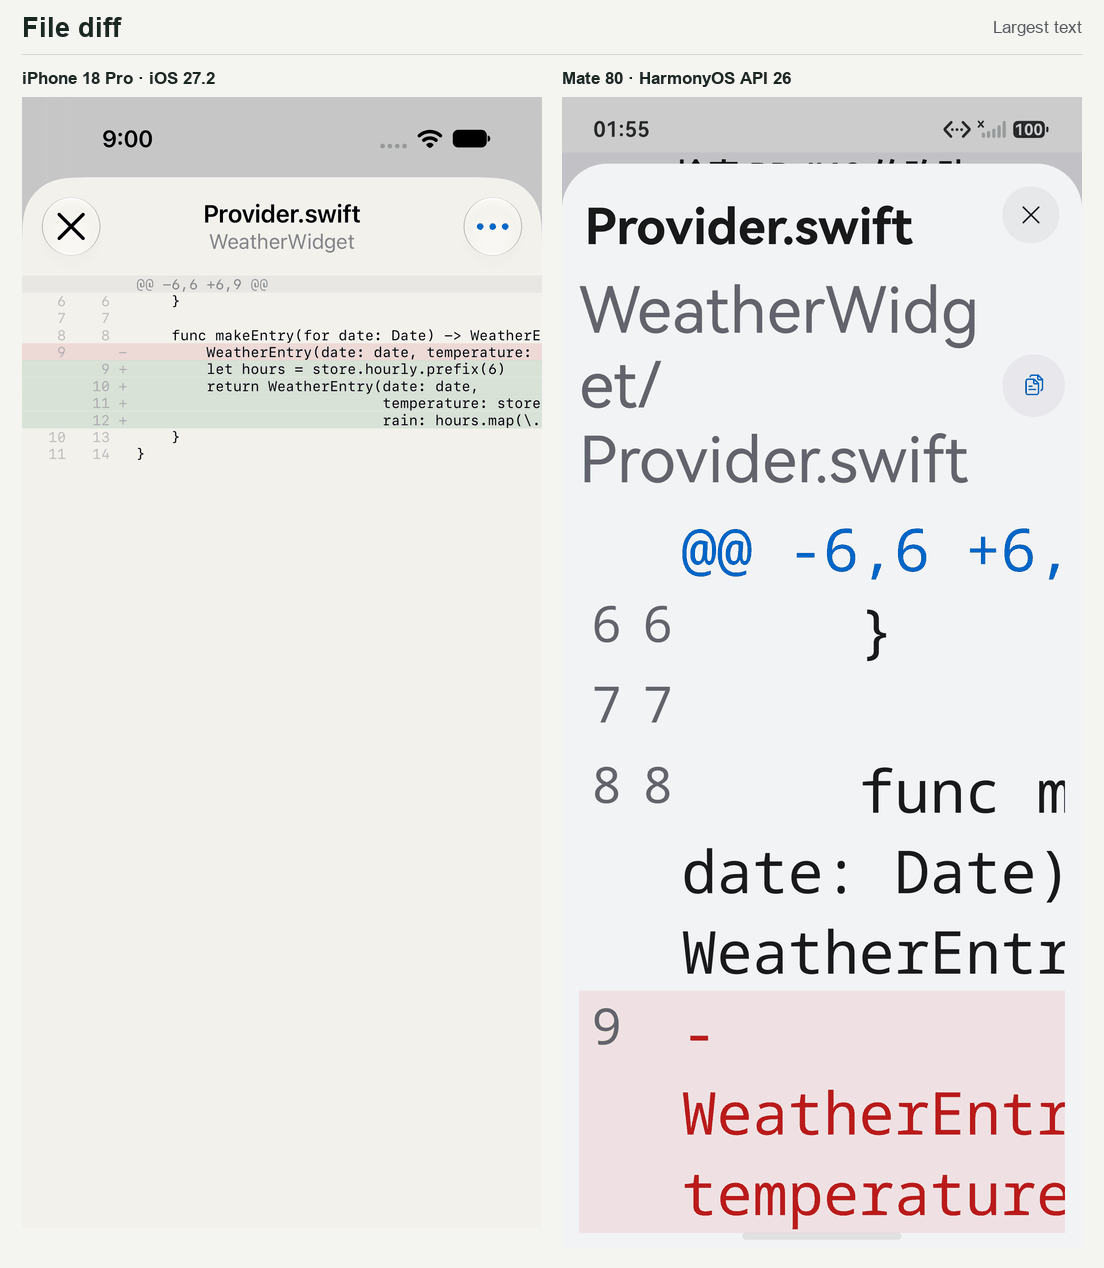 File diff
Largest text
iPhone 18 Pro · iOS 27.2
Mate 80 · HarmonyOS API 26
9:00
Provider.swift
WeatherWidget
@@ -6,6 +6,9 @@
6 6 }
7 7
8 8 func makeEntry(for date: Date) -> WeatherE
9 - WeatherEntry(date: date, temperature:
9 + let hours = store.hourly.prefix(6)
10 + return WeatherEntry(date: date,
11 + temperature: store
12 + rain: hours.map(\.
10 13 }
11 14 }
01:55
100
Provider.swift
WeatherWidg
et/
Provider.swift
@@ -6,6 +6,
6 6 }
7 7
8 8 func m
date: Date)
WeatherEntr
9 -
WeatherEntr
temperature